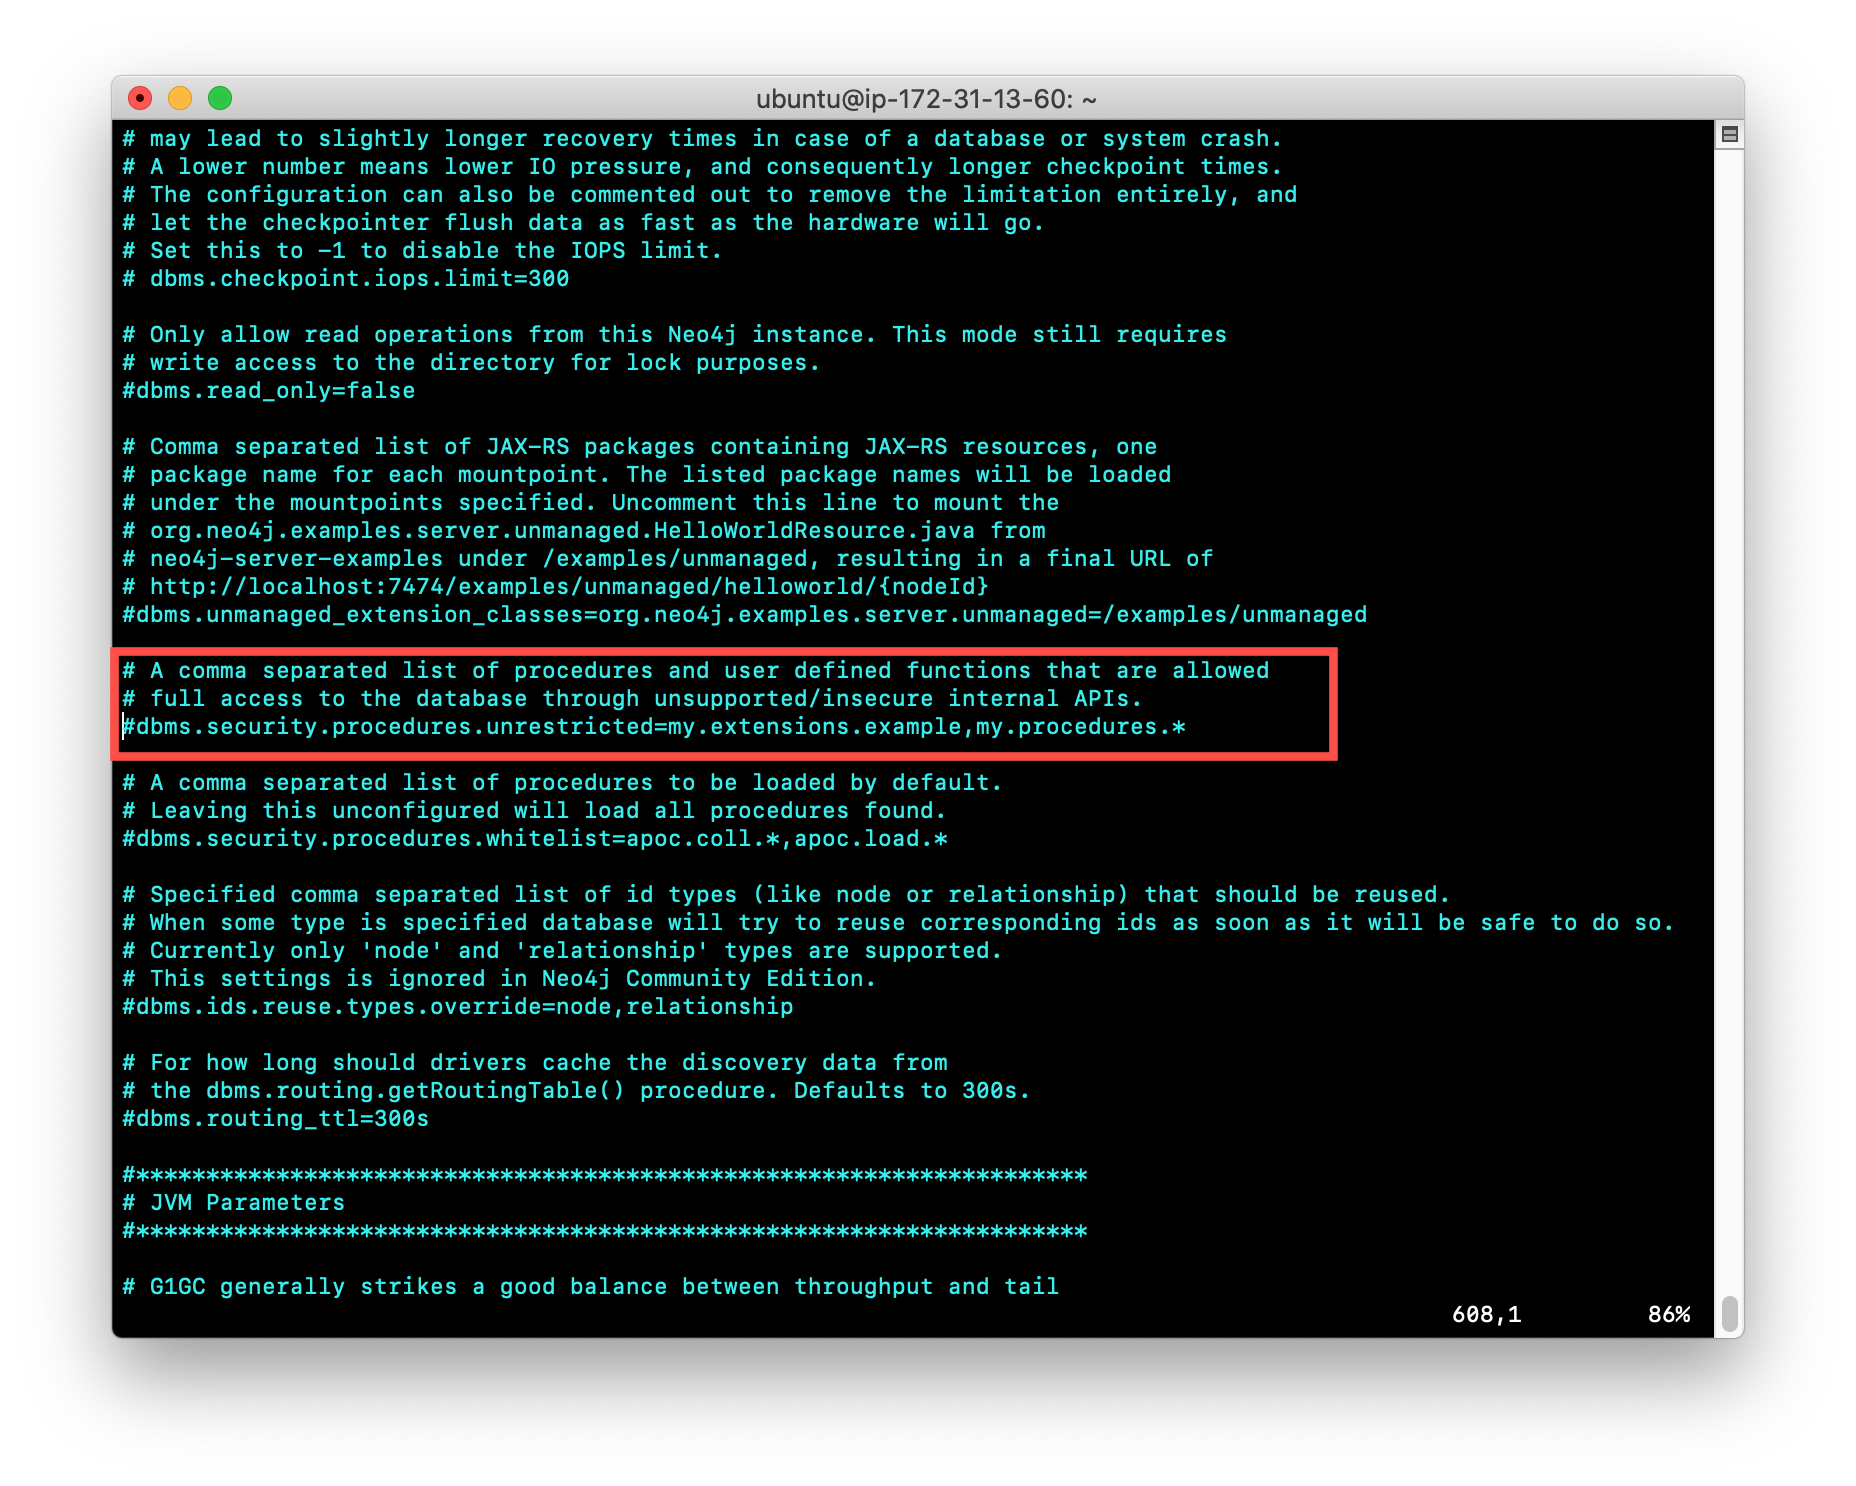 ubuntu@ip-172-31-13-60: ~
# may lead to slightly longer recovery times in case of a database or system crash.
# A lower number means lower IO pressure, and consequently longer checkpoint times.
# The configuration can also be commented out to remove the limitation entirely, and
# let the checkpointer flush data as fast as the hardware will go.
# Set this to -1 to disable the IOPS limit.
# dbms.checkpoint.iops.limit=300
# Only allow read operations from this Neo4j instance. This mode still requires
# write access to the directory for lock purposes.
#dbms.read_only=false
# Comma separated list of JAX-RS packages containing JAX-RS resources, one
# package name for each mountpoint. The listed package names will be loaded
# under the mountpoints specified. Uncomment this line to mount the
# org.neo4j.examples.server.unmanaged.HelloWorldResource.java from
# neo4j-server-examples under /examples/unmanaged, resulting in a final URL of
# http://localhost:7474/examples/unmanaged/helloworld/{nodeId}
#dbms.unmanaged_extension_classes=org.neo4j.examples.server.unmanaged=/examples/unmanaged
# A comma separated list of procedures and user defined functions that are allowed
# full access to the database through unsupported/insecure internal APIs.
#dbms.security.procedures.unrestricted=my.extensions.example,my.procedures.*
# A comma separated list of procedures to be loaded by default.
# Leaving this unconfigured will load all procedures found.
#dbms.security.procedures.whitelist=apoc.coll.*,apoc.load.*
# Specified comma separated list of id types (like node or relationship) that should be reused.
# When some type is specified database will try to reuse corresponding ids as soon as it will be safe to do so.
# Currently only 'node' and 'relationship' types are supported.
# This settings is ignored in Neo4j Community Edition.
#dbms.ids.reuse.types.override=node,relationship
# For how long should drivers cache the discovery data from
# the dbms.routing.getRoutingTable() procedure. Defaults to 300s.
#dbms.routing_ttl=300s
#********************************************************************
# JVM Parameters
#********************************************************************
# G1GC generally strikes a good balance between throughput and tail
608,1 86%